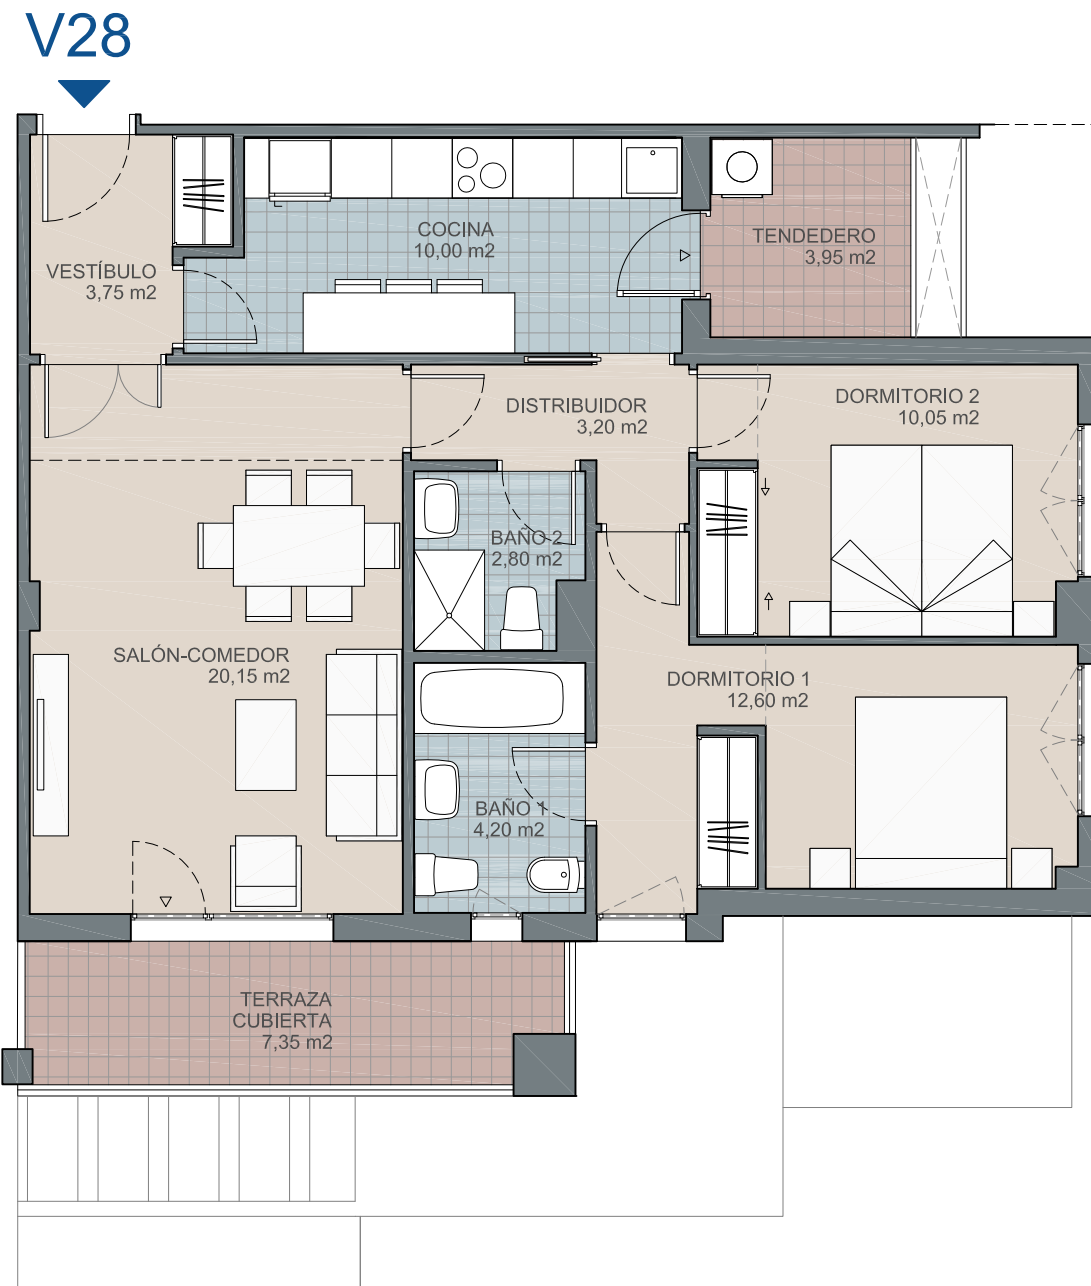 V28
COCINA
10,00 m2
TENDEDERO
3,95 m2
VESTÍBULO
3,75 m2
DISTRIBUIDOR
3,20 m2
DORMITORIO 2
10,05 m2
BAÑO 2
2,80 m2
SALÓN-COMEDOR
20,15 m2
DORMITORIO 1
12,60 m2
BAÑO 1
4,20 m2
TERRAZA
CUBIERTA
7,35 m2